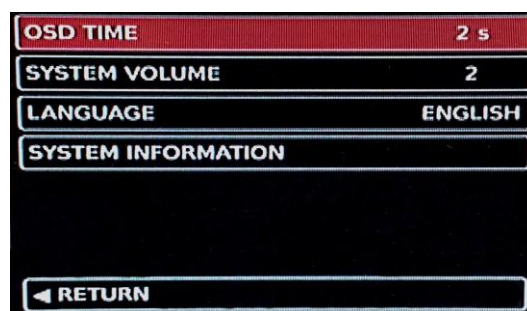 OSD TIME 2 s
SYSTEM VOLUME 2
LANGUAGE ENGLISH
SYSTEM INFORMATION
◄ RETURN